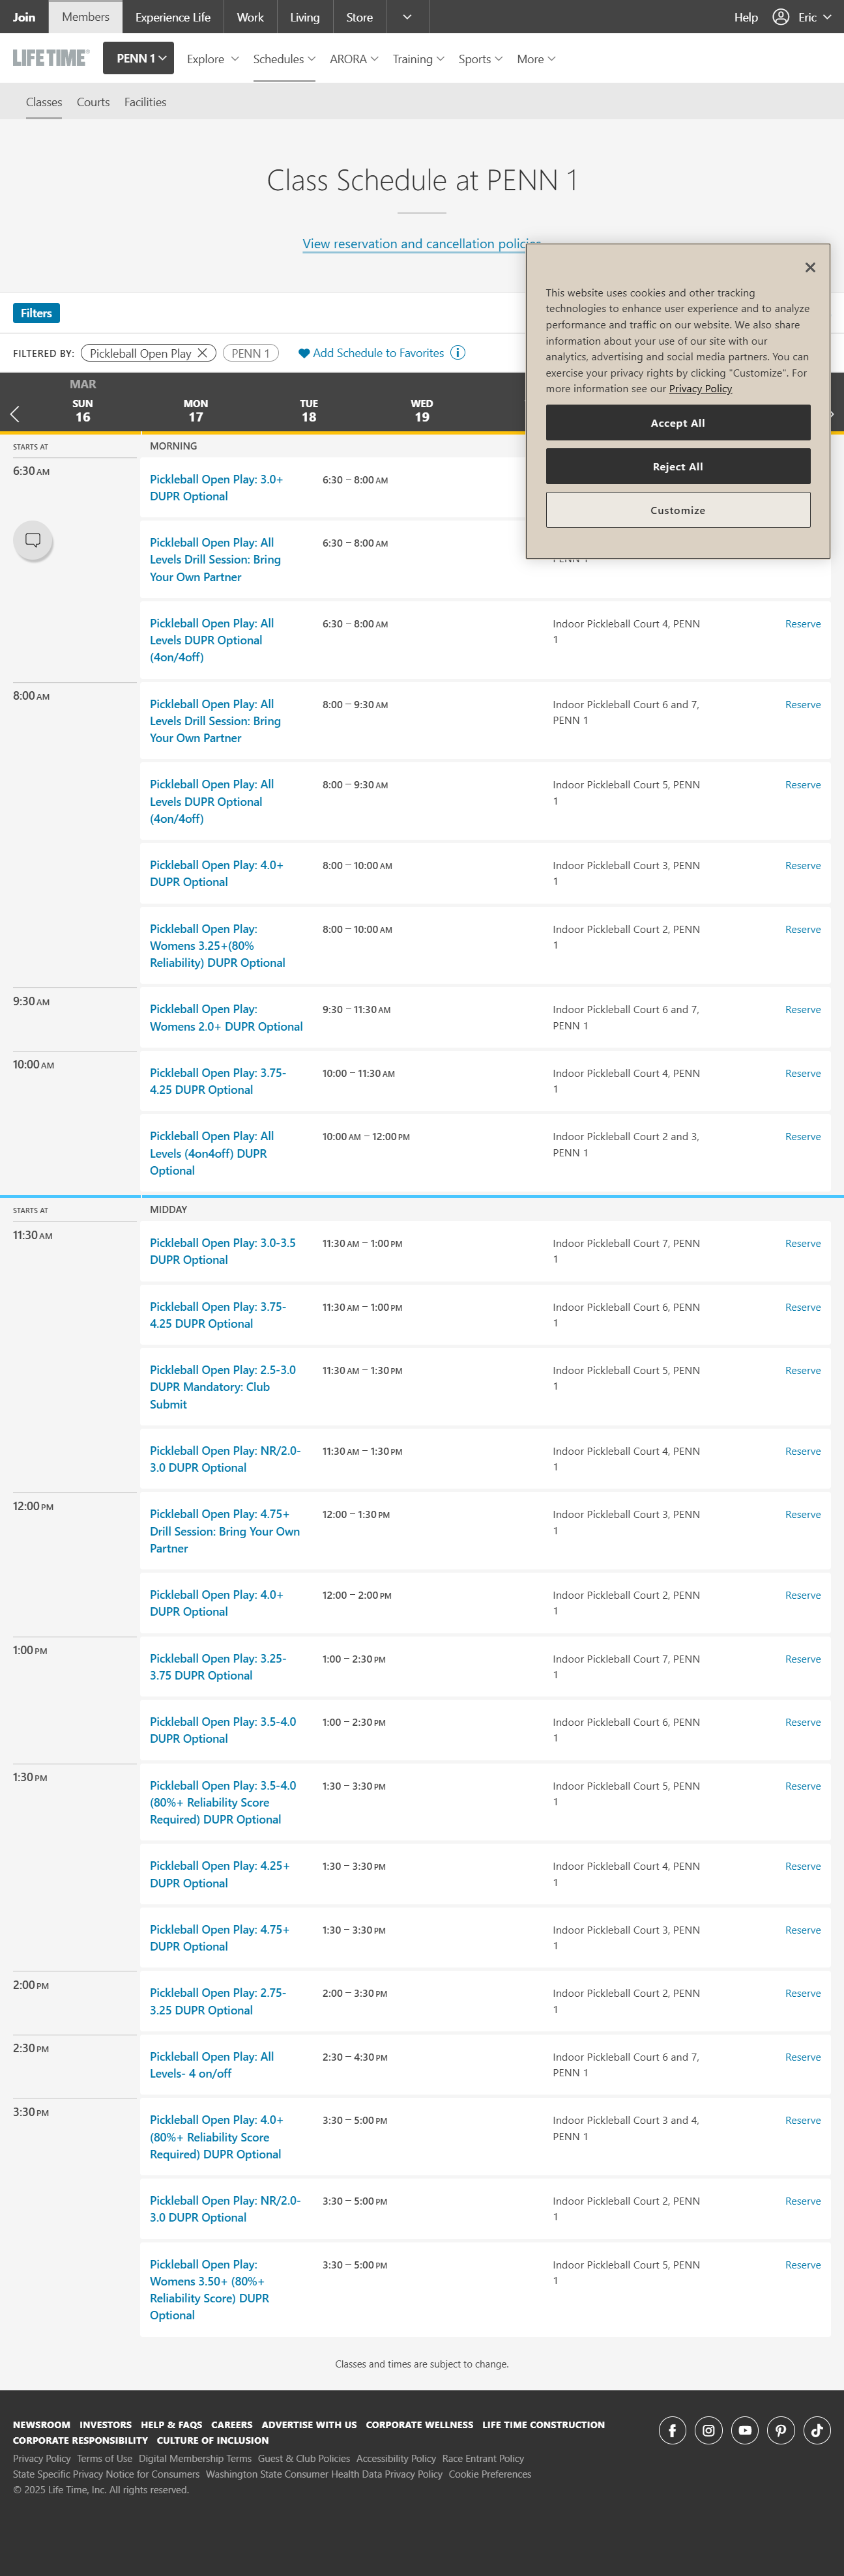 Join Members Experience Life Work Living Store Help Eric
LIFE TIME PENN 1 Explore Schedules ARORA Training Sports More
Classes Courts Facilities
Class Schedule at PENN 1
View reservation and cancellation policies
This website uses cookies and other tracking
technologies to enhance user experience and to analyze
performance and traffic on our website. We also share
information about your use of our site with our
analytics, advertising and social media partners. You can
exercise your privacy rights by clicking "Customize". For
more information see our Privacy Policy
Accept All
Reject All
Customize
Filters
FILTERED BY: Pickleball Open Play PENN 1 Add Schedule to Favorites
MAR
SUN MON TUE WED
16 17 18 19
STARTS AT MORNING
6:30 AM
Pickleball Open Play: 3.0+ 6:30 – 8:00 AM
DUPR Optional
Pickleball Open Play: All 6:30 – 8:00 AM
Levels Drill Session: Bring PENN 1
Your Own Partner
Pickleball Open Play: All 6:30 – 8:00 AM Indoor Pickleball Court 4, PENN Reserve
Levels DUPR Optional 1
(4on/4off)
8:00 AM
Pickleball Open Play: All 8:00 – 9:30 AM Indoor Pickleball Court 6 and 7, Reserve
Levels Drill Session: Bring PENN 1
Your Own Partner
Pickleball Open Play: All 8:00 – 9:30 AM Indoor Pickleball Court 5, PENN Reserve
Levels DUPR Optional 1
(4on/4off)
Pickleball Open Play: 4.0+ 8:00 – 10:00 AM Indoor Pickleball Court 3, PENN Reserve
DUPR Optional 1
Pickleball Open Play: 8:00 – 10:00 AM Indoor Pickleball Court 2, PENN Reserve
Womens 3.25+(80% 1
Reliability) DUPR Optional
9:30 AM
Pickleball Open Play: 9:30 – 11:30 AM Indoor Pickleball Court 6 and 7, Reserve
Womens 2.0+ DUPR Optional PENN 1
10:00 AM
Pickleball Open Play: 3.75- 10:00 – 11:30 AM Indoor Pickleball Court 4, PENN Reserve
4.25 DUPR Optional 1
Pickleball Open Play: All 10:00 AM – 12:00 PM Indoor Pickleball Court 2 and 3, Reserve
Levels (4on4off) DUPR PENN 1
Optional
STARTS AT MIDDAY
11:30 AM
Pickleball Open Play: 3.0-3.5 11:30 AM – 1:00 PM Indoor Pickleball Court 7, PENN Reserve
DUPR Optional 1
Pickleball Open Play: 3.75- 11:30 AM – 1:00 PM Indoor Pickleball Court 6, PENN Reserve
4.25 DUPR Optional 1
Pickleball Open Play: 2.5-3.0 11:30 AM – 1:30 PM Indoor Pickleball Court 5, PENN Reserve
DUPR Mandatory: Club 1
Submit
Pickleball Open Play: NR/2.0- 11:30 AM – 1:30 PM Indoor Pickleball Court 4, PENN Reserve
3.0 DUPR Optional 1
12:00 PM
Pickleball Open Play: 4.75+ 12:00 – 1:30 PM Indoor Pickleball Court 3, PENN Reserve
Drill Session: Bring Your Own 1
Partner
Pickleball Open Play: 4.0+ 12:00 – 2:00 PM Indoor Pickleball Court 2, PENN Reserve
DUPR Optional 1
1:00 PM
Pickleball Open Play: 3.25- 1:00 – 2:30 PM Indoor Pickleball Court 7, PENN Reserve
3.75 DUPR Optional 1
Pickleball Open Play: 3.5-4.0 1:00 – 2:30 PM Indoor Pickleball Court 6, PENN Reserve
DUPR Optional 1
1:30 PM
Pickleball Open Play: 3.5-4.0 1:30 – 3:30 PM Indoor Pickleball Court 5, PENN Reserve
(80%+ Reliability Score 1
Required) DUPR Optional
Pickleball Open Play: 4.25+ 1:30 – 3:30 PM Indoor Pickleball Court 4, PENN Reserve
DUPR Optional 1
Pickleball Open Play: 4.75+ 1:30 – 3:30 PM Indoor Pickleball Court 3, PENN Reserve
DUPR Optional 1
2:00 PM
Pickleball Open Play: 2.75- 2:00 – 3:30 PM Indoor Pickleball Court 2, PENN Reserve
3.25 DUPR Optional 1
2:30 PM
Pickleball Open Play: All 2:30 – 4:30 PM Indoor Pickleball Court 6 and 7, Reserve
Levels- 4 on/off PENN 1
3:30 PM
Pickleball Open Play: 4.0+ 3:30 – 5:00 PM Indoor Pickleball Court 3 and 4, Reserve
(80%+ Reliability Score PENN 1
Required) DUPR Optional
Pickleball Open Play: NR/2.0- 3:30 – 5:00 PM Indoor Pickleball Court 2, PENN Reserve
3.0 DUPR Optional 1
Pickleball Open Play: 3:30 – 5:00 PM Indoor Pickleball Court 5, PENN Reserve
Womens 3.50+ (80%+ 1
Reliability Score) DUPR
Optional
Classes and times are subject to change.
NEWSROOM INVESTORS HELP & FAQS CAREERS ADVERTISE WITH US CORPORATE WELLNESS LIFE TIME CONSTRUCTION
CORPORATE RESPONSIBILITY CULTURE OF INCLUSION
Privacy Policy Terms of Use Digital Membership Terms Guest & Club Policies Accessibility Policy Race Entrant Policy
State Specific Privacy Notice for Consumers Washington State Consumer Health Data Privacy Policy Cookie Preferences
© 2025 Life Time, Inc. All rights reserved.